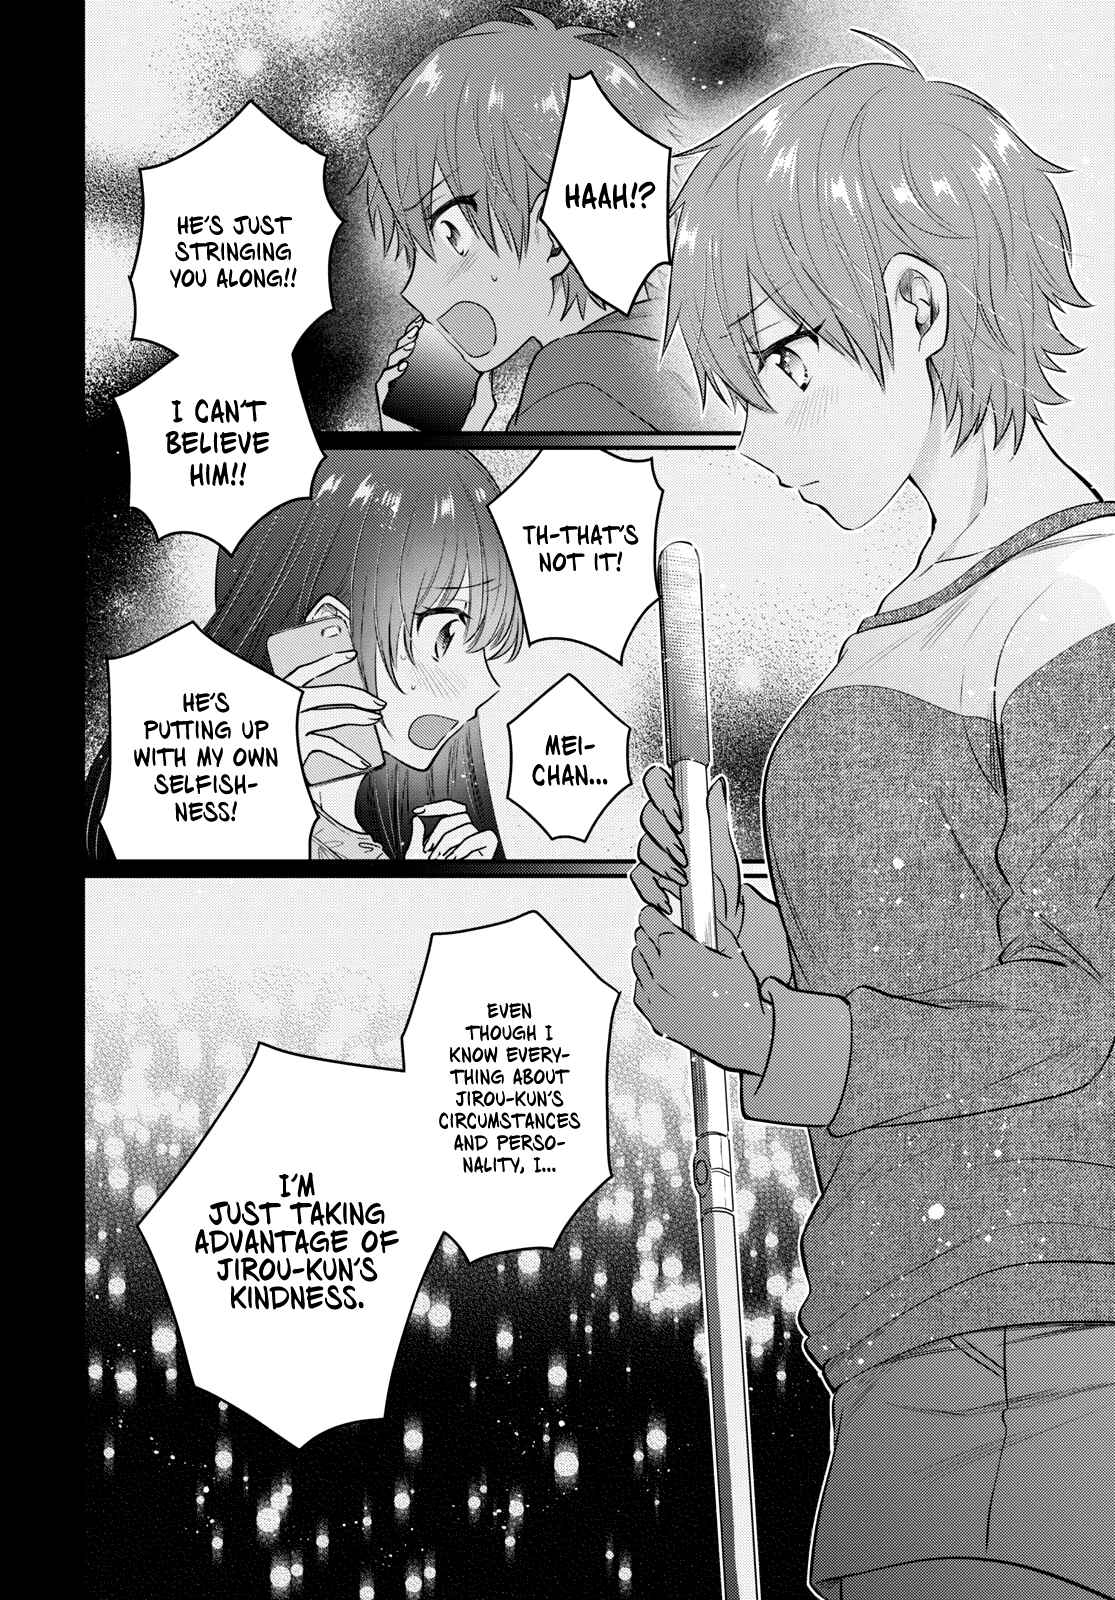 HAAH!?
HE'S JUST
STRINGING
YOU ALONG!!
I CAN'T
BELIEVE
HIM!!
TH-THAT'S
NOT IT!
MEI-
CHAN...
HE'S
PUTTING UP
WITH MY OWN
SELFISH-
NESS!
EVEN
THOUGH I
KNOW EVERY-
THING ABOUT
JIROU-KUN'S
CIRCUMSTANCES
AND PERSO-
NALITY, I...
I'M
JUST TAKING
ADVANTAGE OF
JIROU-KUN'S
KINDNESS.